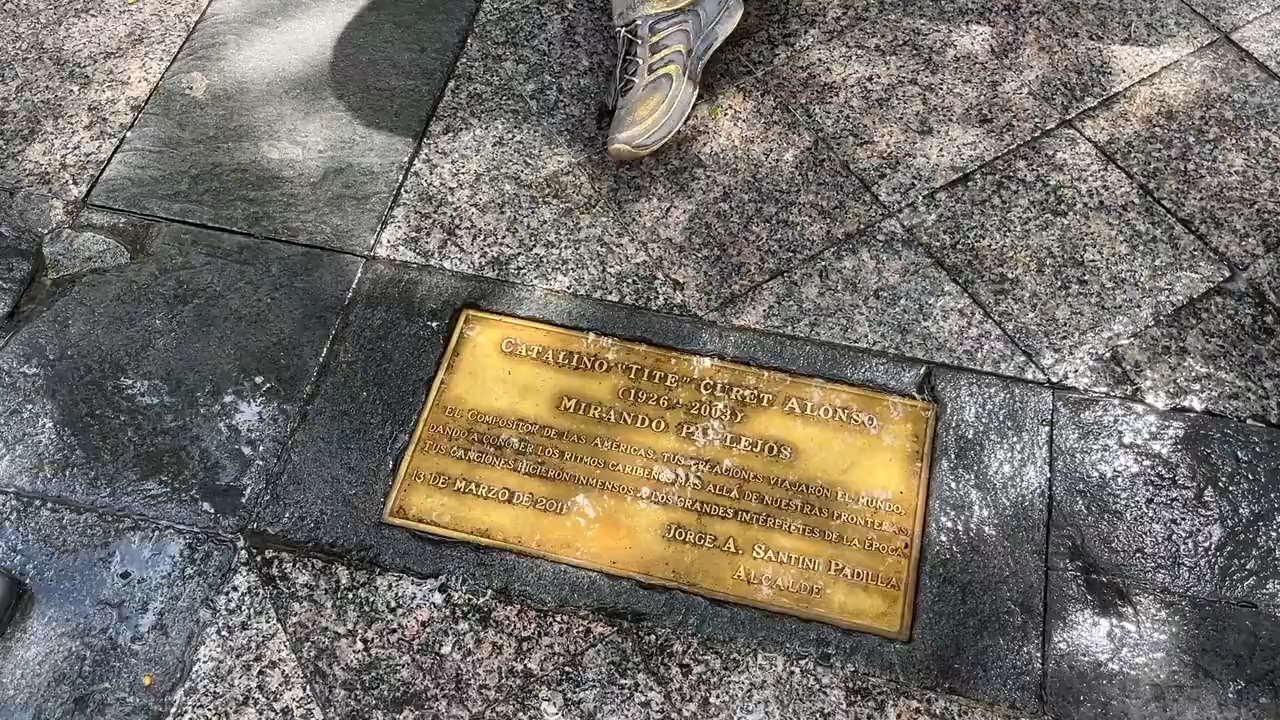 CATALINO "TITE" CURET ALONSO
(1926 - 2003)
MIRANDO PA' LEJOS
EL COMPOSITOR DE LAS AMÉRICAS, TUS CREACIONES VIAJARON EL MUNDO,
DANDO A CONOCER LOS RITMOS CARIBEÑOS MÁS ALLÁ DE NUESTRAS FRONTERAS.
TUS CANCIONES HICIERON INMENSOS A LOS GRANDES INTÉRPRETES DE LA ÉPOCA.
13 DE MARZO DE 2011
JORGE A. SANTINI PADILLA
ALCALDE